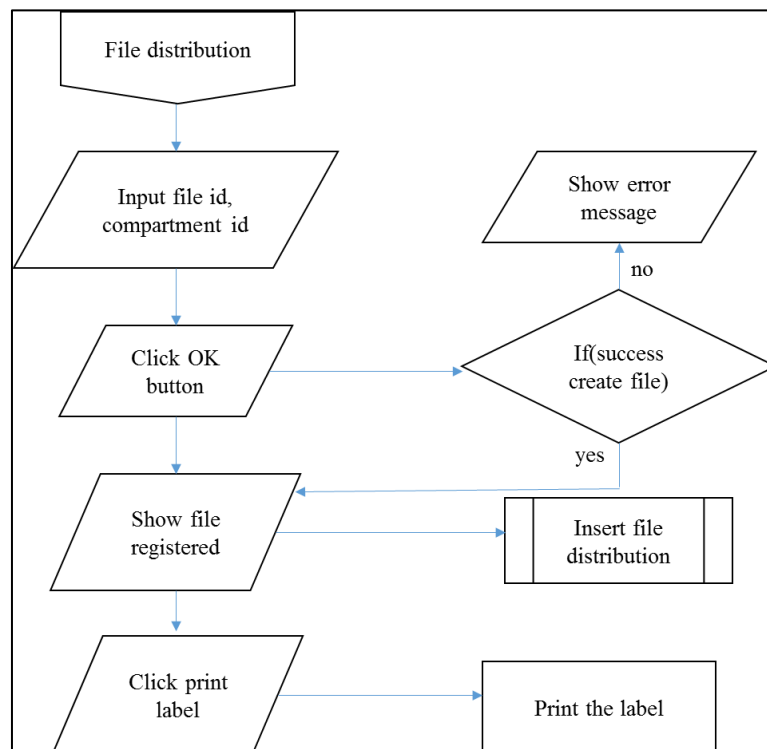 File distribution
Input file id,
compartment id
Show error
message
no
Click OK
button
If(success
create file)
yes
Show file
registered
Insert file
distribution
Click print
label
Print the label